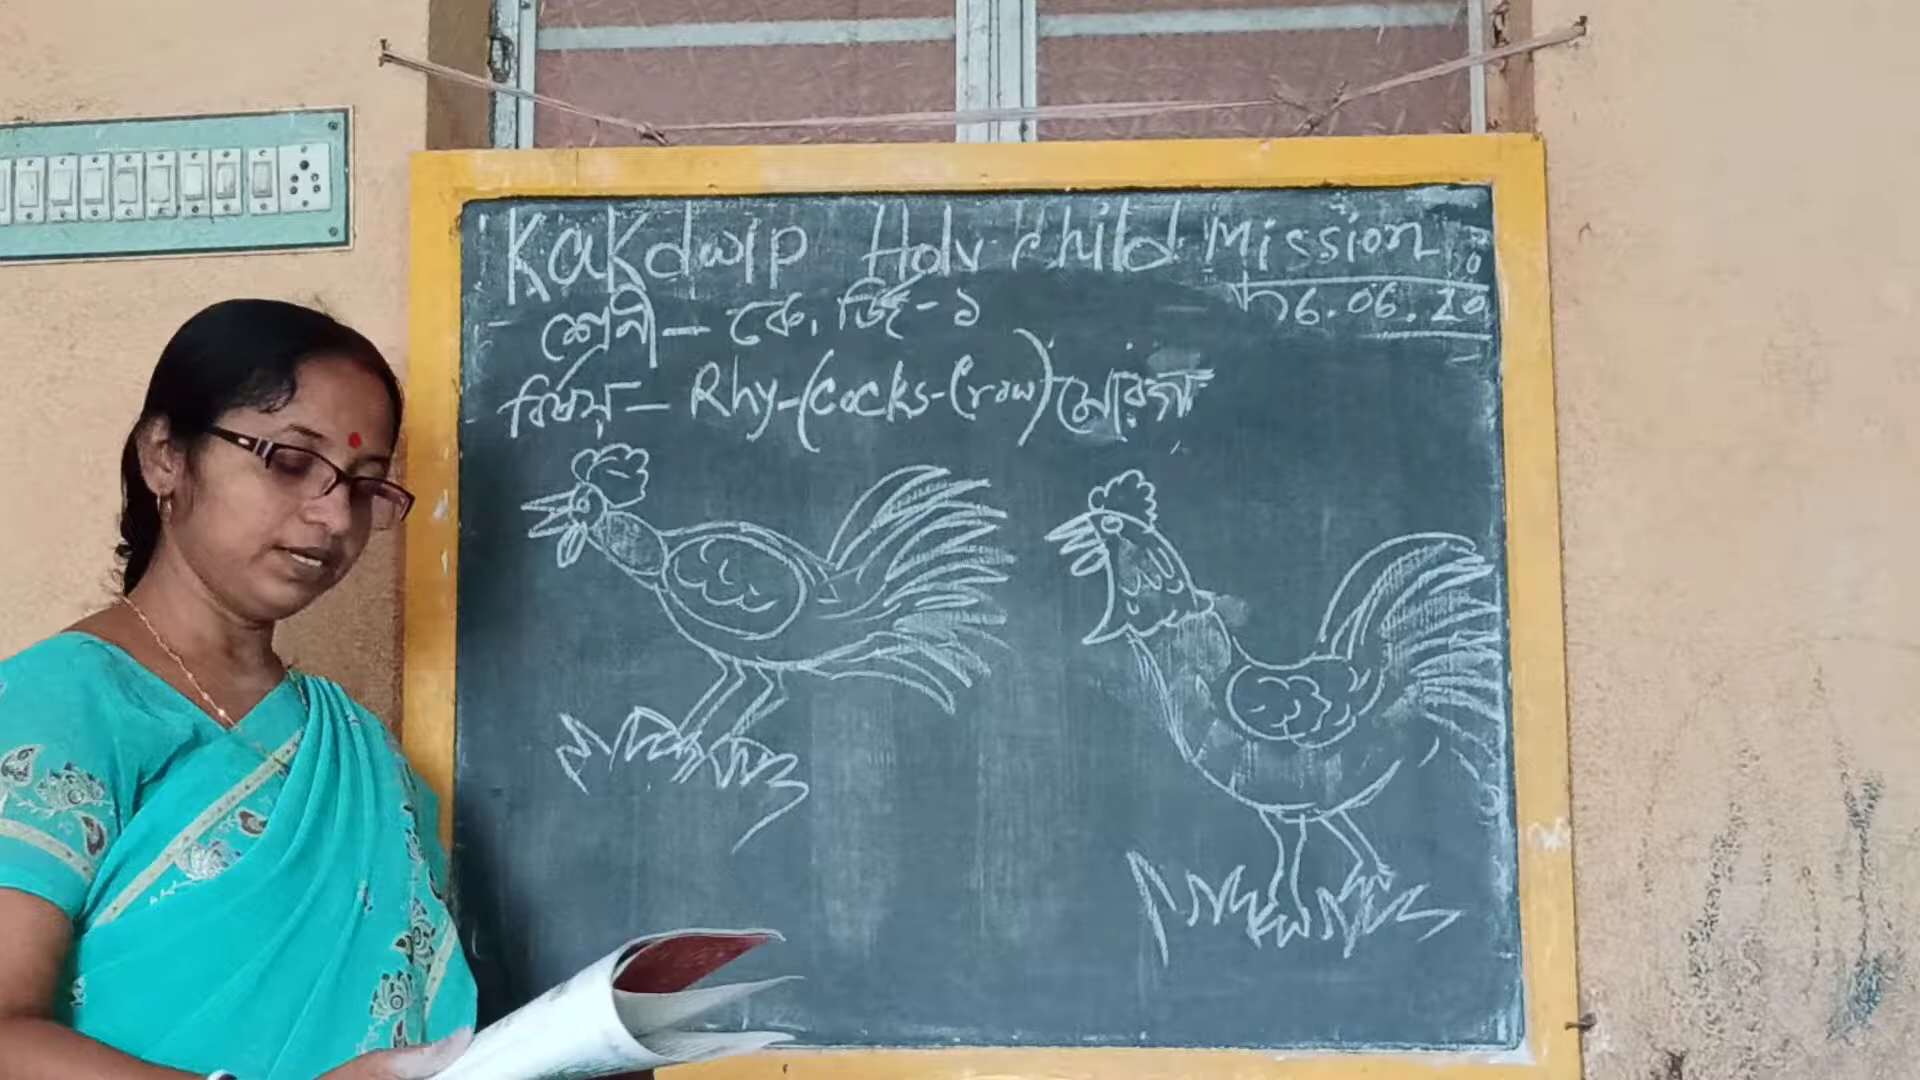 Kakdwip Holy Child Mission
শ্রেনী - কে. জি - ১
26.06.20
বিষয় - Rhy-(Cocks-Crow) মোরগ